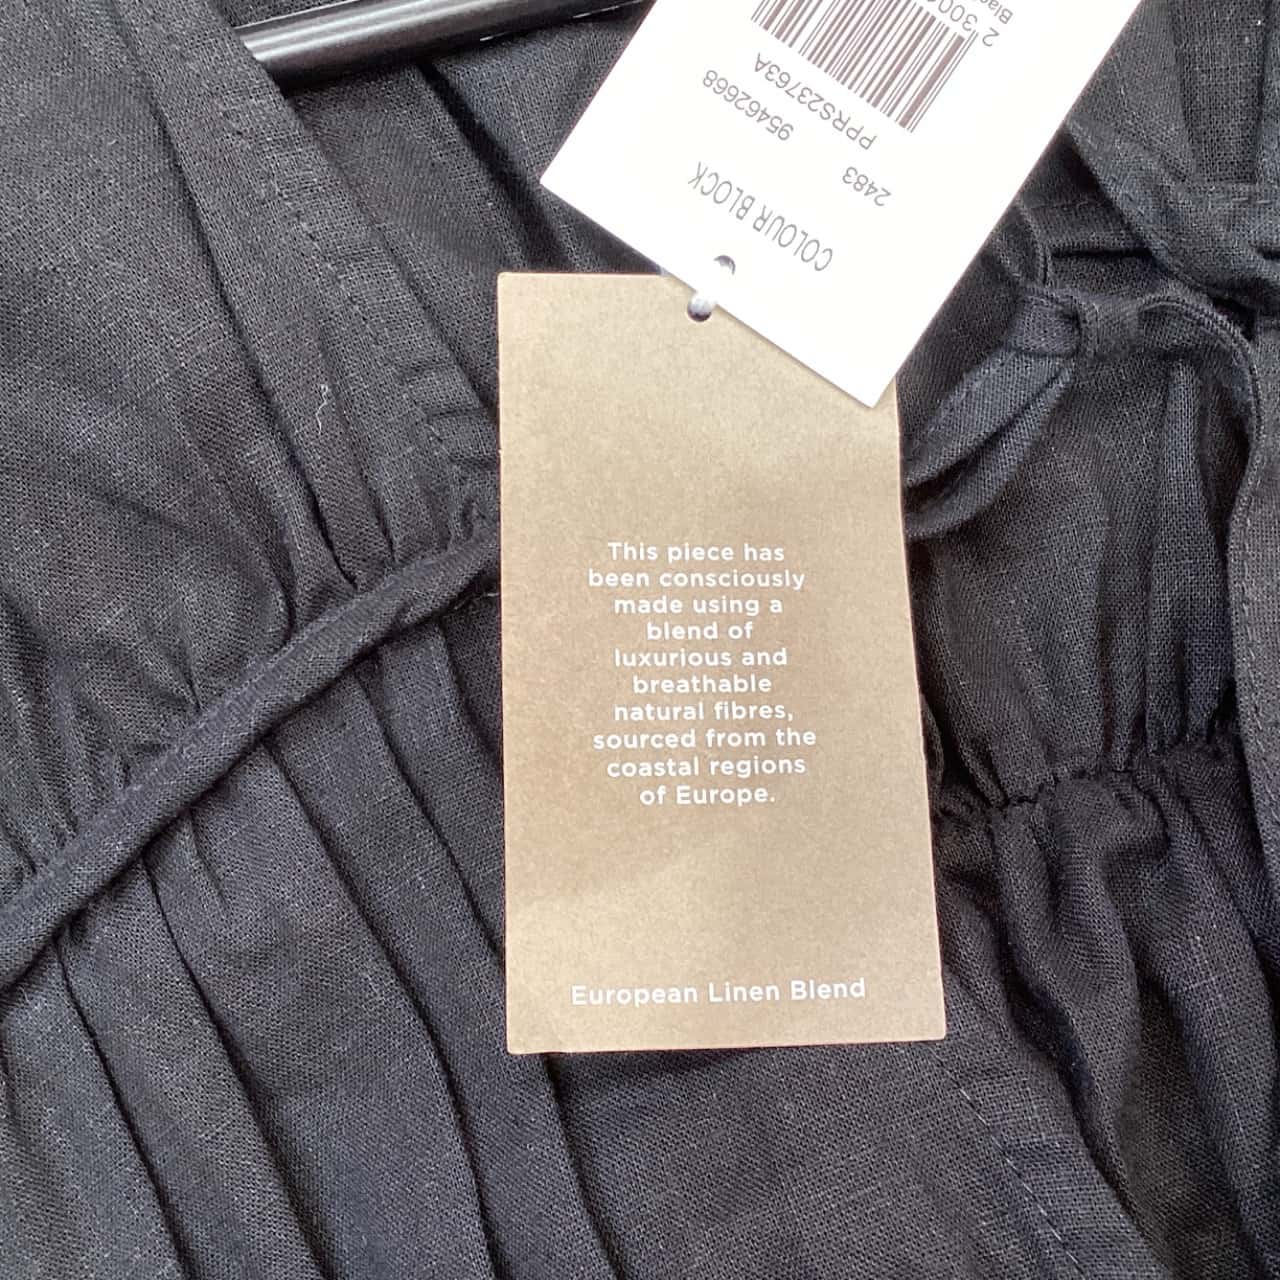 COLOUR BLOCK
2483
95462668
PPRS23763A
This piece has
been consciously
made using a
blend of
luxurious and
breathable
natural fibres,
sourced from the
coastal regions
of Europe.
European Linen Blend